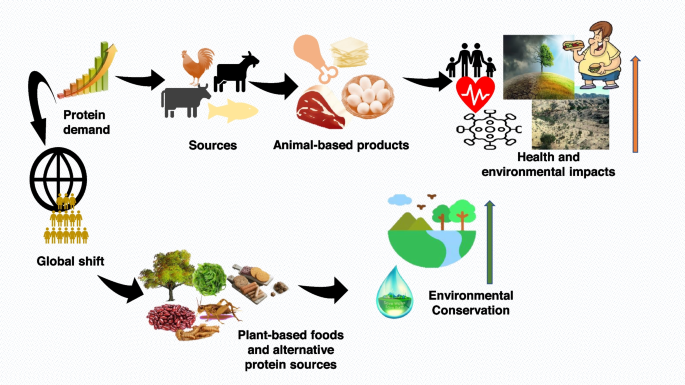 Protein
demand
Sources
Animal-based products
Health and
environmental impacts
Global shift
Plant-based foods
and alternative
protein sources
Environmental
Conservation